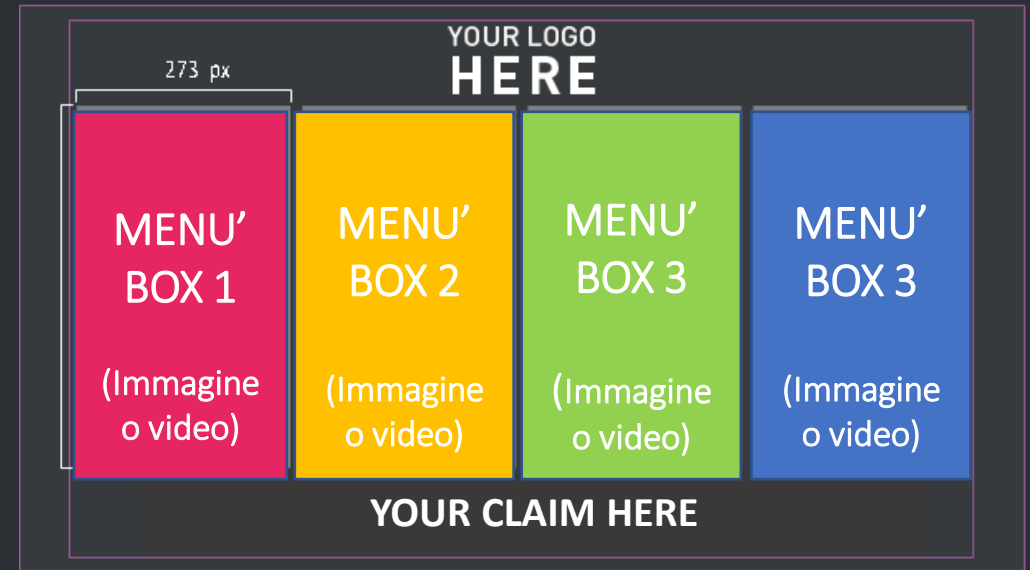 YOUR LOGO
HERE
273 px
MENU'
BOX 1
(Immagine
o video)
MENU'
BOX 2
(Immagine
o video)
MENU'
BOX 3
(Immagine
o video)
MENU'
BOX 3
(Immagine
o video)
YOUR CLAIM HERE